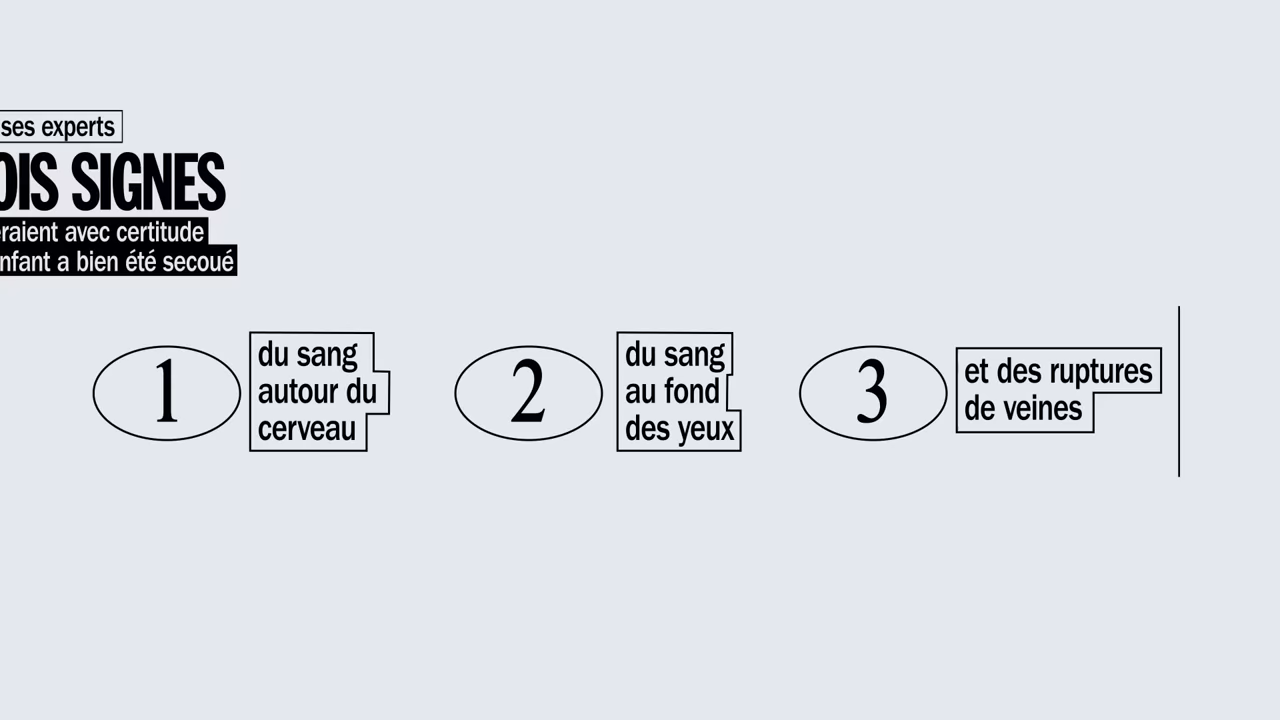 ses experts
OIS SIGNES
raient avec certitude
nfant a bien été secoué
1
du sang
autour du
cerveau
2
du sang
au fond
des yeux
3
et des ruptures
de veines